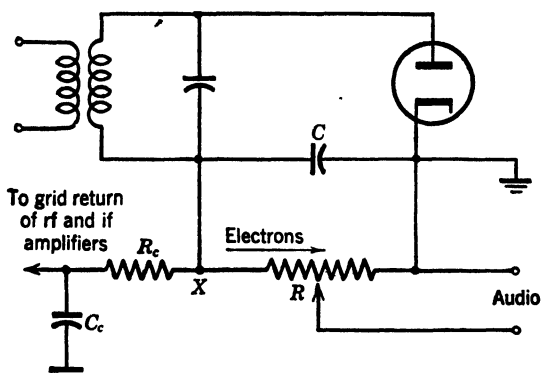 C
To grid return
of rf and if
amplifiers
Rc
Electrons
X
R
Audio
Cc